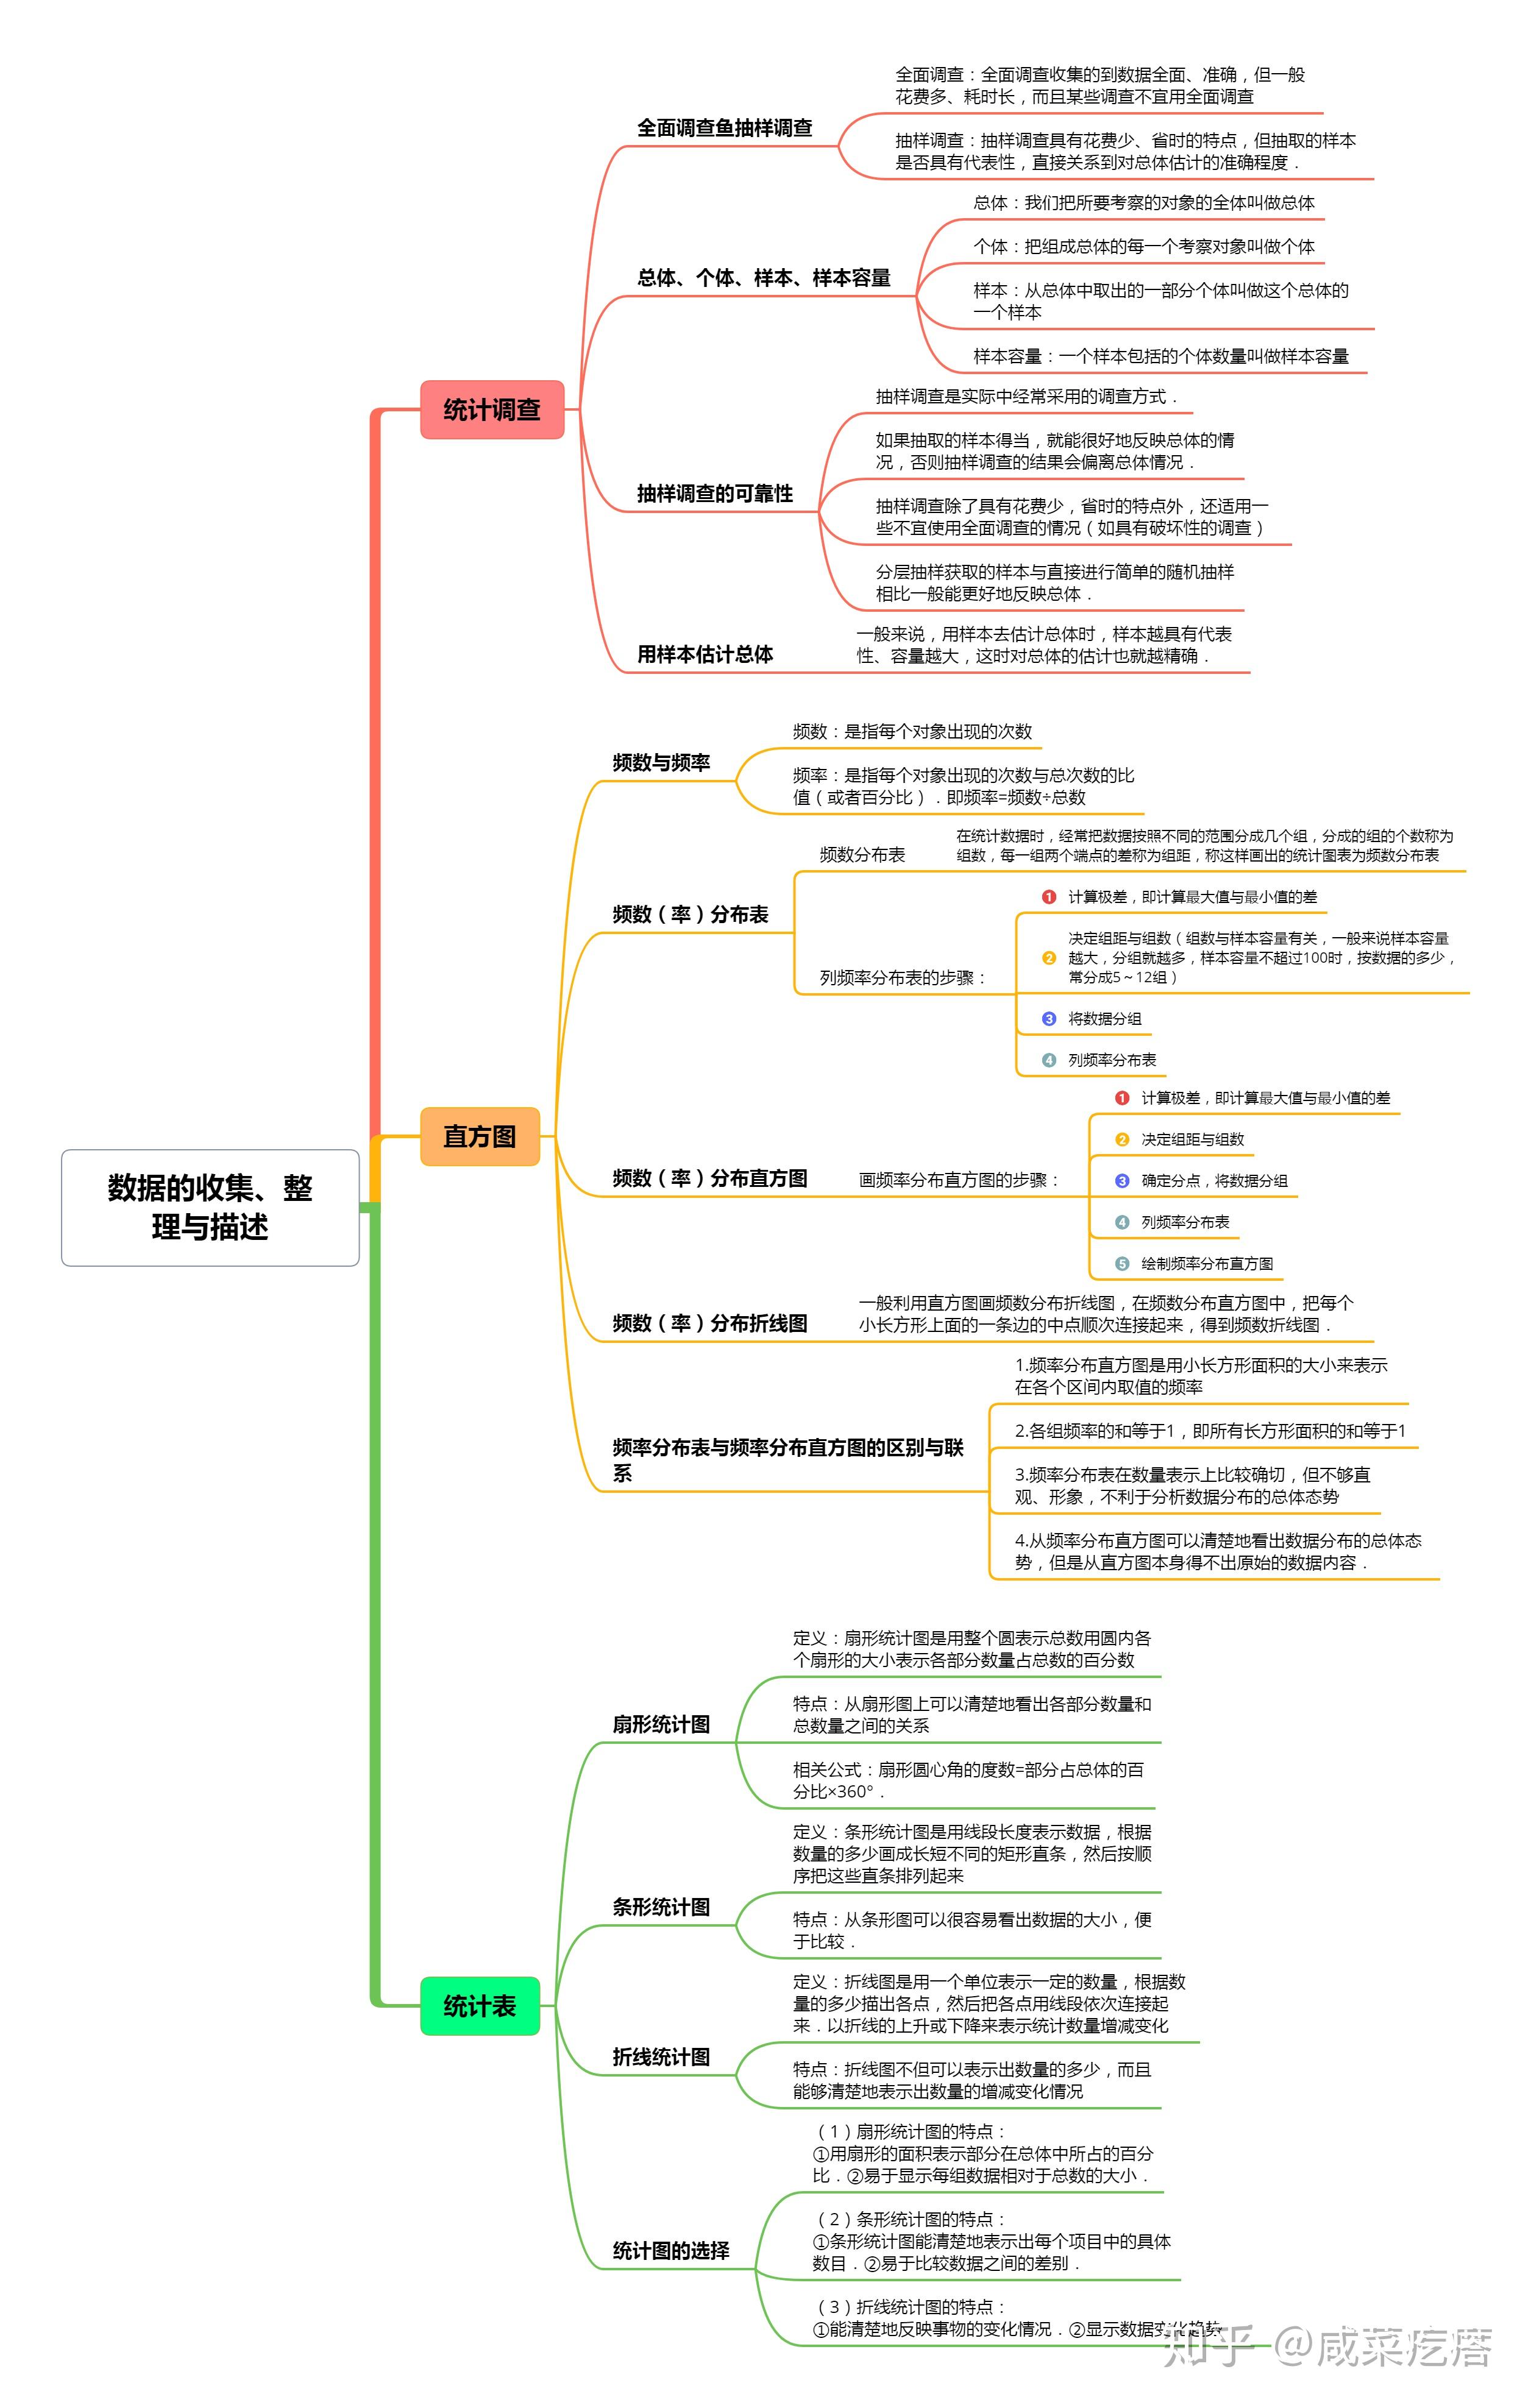 数据的收集、整
理与描述
统计调查
全面调查鱼抽样调查
全面调查：全面调查收集的到数据全面、准确，但一般
花费多、耗时长，而且某些调查不宜用全面调查
抽样调查：抽样调查具有花费少、省时的特点，但抽取的样本
是否具有代表性，直接关系到对总体估计的准确程度．
总体、个体、样本、样本容量
总体：我们把所要考察的对象的全体叫做总体
个体：把组成总体的每一个考察对象叫做个体
样本：从总体中取出的一部分个体叫做这个总体的
一个样本
样本容量：一个样本包括的个体数量叫做样本容量
抽样调查的可靠性
抽样调查是实际中经常采用的调查方式．
如果抽取的样本得当，就能很好地反映总体的情
况，否则抽样调查的结果会偏离总体情况．
抽样调查除了具有花费少，省时的特点外，还适用一
些不宜使用全面调查的情况（如具有破坏性的调查）
分层抽样获取的样本与直接进行简单的随机抽样
相比一般能更好地反映总体．
用样本估计总体
一般来说，用样本去估计总体时，样本越具有代表
性、容量越大，这时对总体的估计也就越精确．
直方图
频数与频率
频数：是指每个对象出现的次数
频率：是指每个对象出现的次数与总次数的比
值（或者百分比）．即频率=频数÷总数
频数（率）分布表
频数分布表
在统计数据时，经常把数据按照不同的范围分成几个组，分成的组的个数称为
组数，每一组两个端点的差称为组距，称这样画出的统计图表为频数分布表
列频率分布表的步骤：
1 计算极差，即计算最大值与最小值的差
2 决定组距与组数（组数与样本容量有关，一般来说样本容量
越大，分组就越多，样本容量不超过100时，按数据的多少，
常分成5～12组）
3 将数据分组
4 列频率分布表
频数（率）分布直方图
画频率分布直方图的步骤：
1 计算极差，即计算最大值与最小值的差
2 决定组距与组数
3 确定分点，将数据分组
4 列频率分布表
5 绘制频率分布直方图
频数（率）分布折线图
一般利用直方图画频数分布折线图，在频数分布直方图中，把每个
小长方形上面的一条边的中点顺次连接起来，得到频数折线图．
频率分布表与频率分布直方图的区别与联
系
1.频率分布直方图是用小长方形面积的大小来表示
在各个区间内取值的频率
2.各组频率的和等于1，即所有长方形面积的和等于1
3.频率分布表在数量表示上比较确切，但不够直
观、形象，不利于分析数据分布的总体态势
4.从频率分布直方图可以清楚地看出数据分布的总体态
势，但是从直方图本身得不出原始的数据内容．
统计表
扇形统计图
定义：扇形统计图是用整个圆表示总数用圆内各
个扇形的大小表示各部分数量占总数的百分数
特点：从扇形图上可以清楚地看出各部分数量和
总数量之间的关系
相关公式：扇形圆心角的度数=部分占总体的百
分比×360°．
条形统计图
定义：条形统计图是用线段长度表示数据，根据
数量的多少画成长短不同的矩形直条，然后按顺
序把这些直条排列起来
特点：从条形图可以很容易看出数据的大小，便
于比较．
折线统计图
定义：折线图是用一个单位表示一定的数量，根据数
量的多少描出各点，然后把各点用线段依次连接起
来．以折线的上升或下降来表示统计数量增减变化
特点：折线图不但可以表示出数量的多少，而且
能够清楚地表示出数量的增减变化情况
统计图的选择
（1）扇形统计图的特点：
①用扇形的面积表示部分在总体中所占的百分
比．②易于显示每组数据相对于总数的大小．
（2）条形统计图的特点：
①条形统计图能清楚地表示出每个项目中的具体
数目．②易于比较数据之间的差别．
（3）折线统计图的特点：
①能清楚地反映事物的变化情况．②显示数据变化趋势
知乎 @咸菜疙瘩